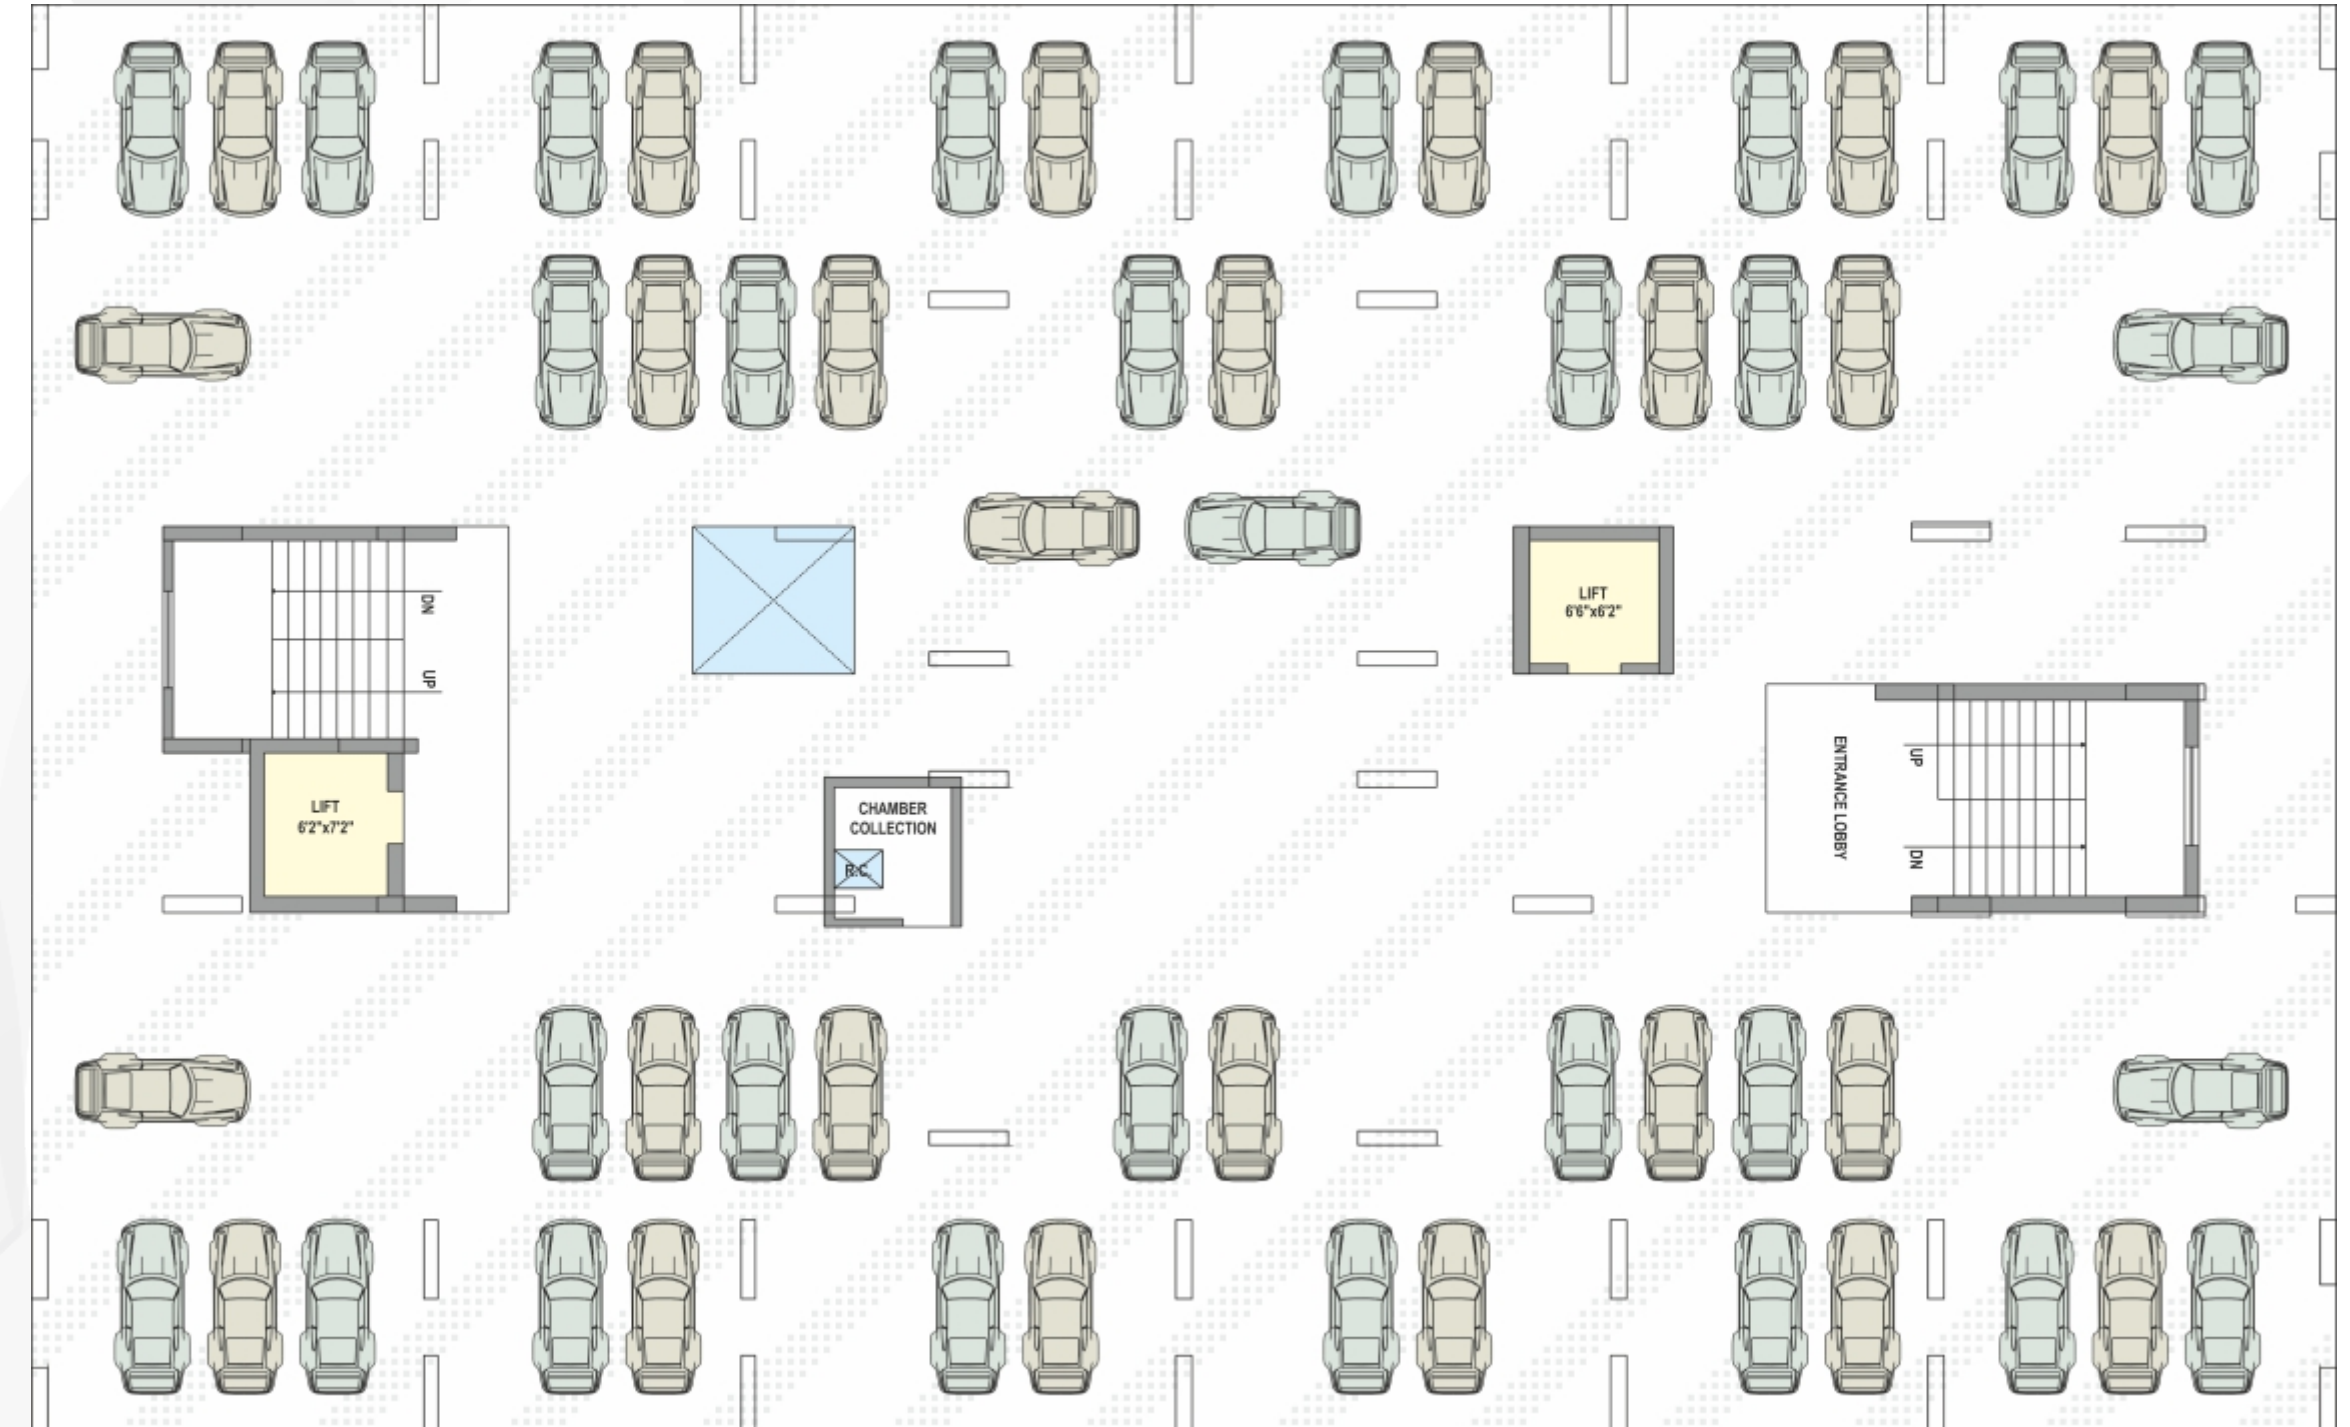 DN
UP
LIFT
6'2"x7'2"
CHAMBER
COLLECTION
R.C.
LIFT
6'6"x6'2"
ENTRANCE LOBBY
UP
DN